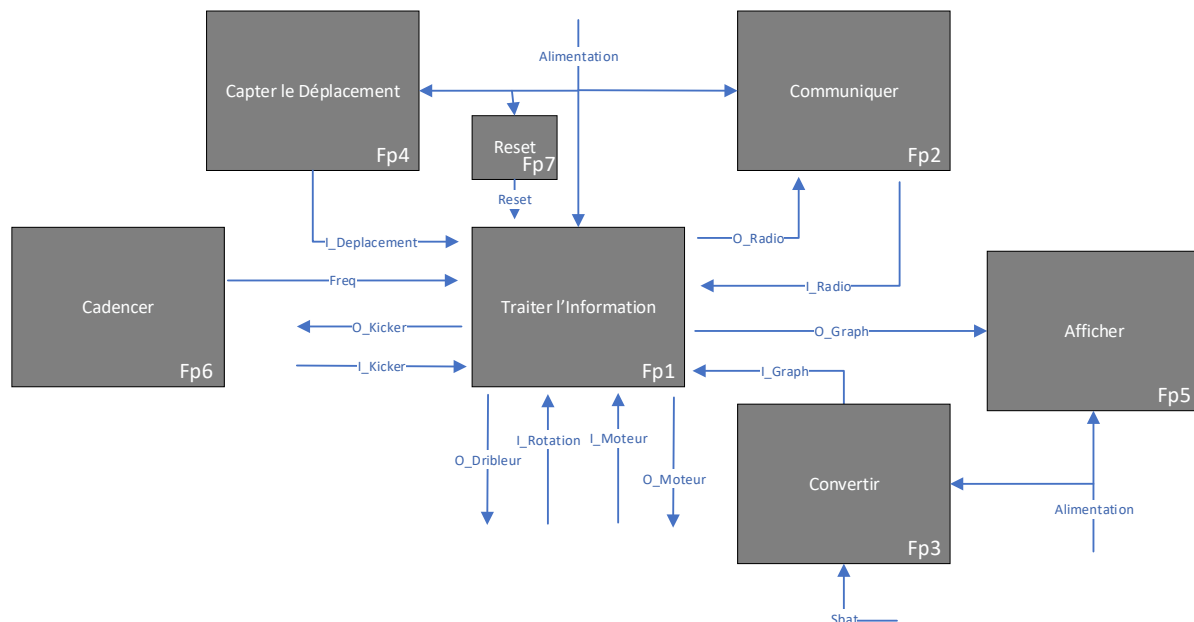 Alimentation
Capter le Déplacement
Fp4
Communiquer
Fp2
Reset
Fp7
Reset
I_Deplacement
O_Radio
Cadencer
Fp6
Freq
Traiter l'Information
Fp1
I_Radio
O_Kicker
I_Kicker
O_Graph
Afficher
Fp5
I_Graph
O_Dribleur
I_Rotation
I_Moteur
O_Moteur
Convertir
Fp3
Alimentation